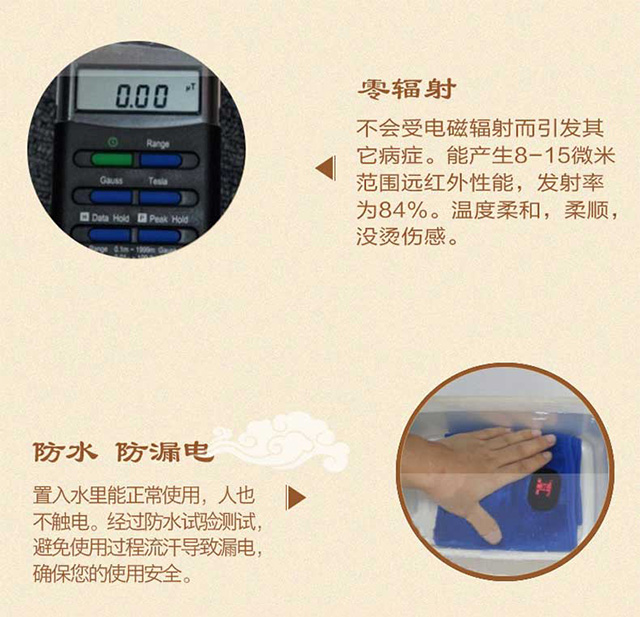 0.00 μT
Range
Gauss Tesla
H Data Hold P Peak Hold
零辐射
不会受电磁辐射而引发其
它病症。能产生8-15微米
范围远红外性能，发射率
为84%。温度柔和，柔顺，
没烫伤感。
防水 防漏电
置入水里能正常使用，人也
不触电。经过防水试验测试，
避免使用过程流汗导致漏电，
确保您的使用安全。